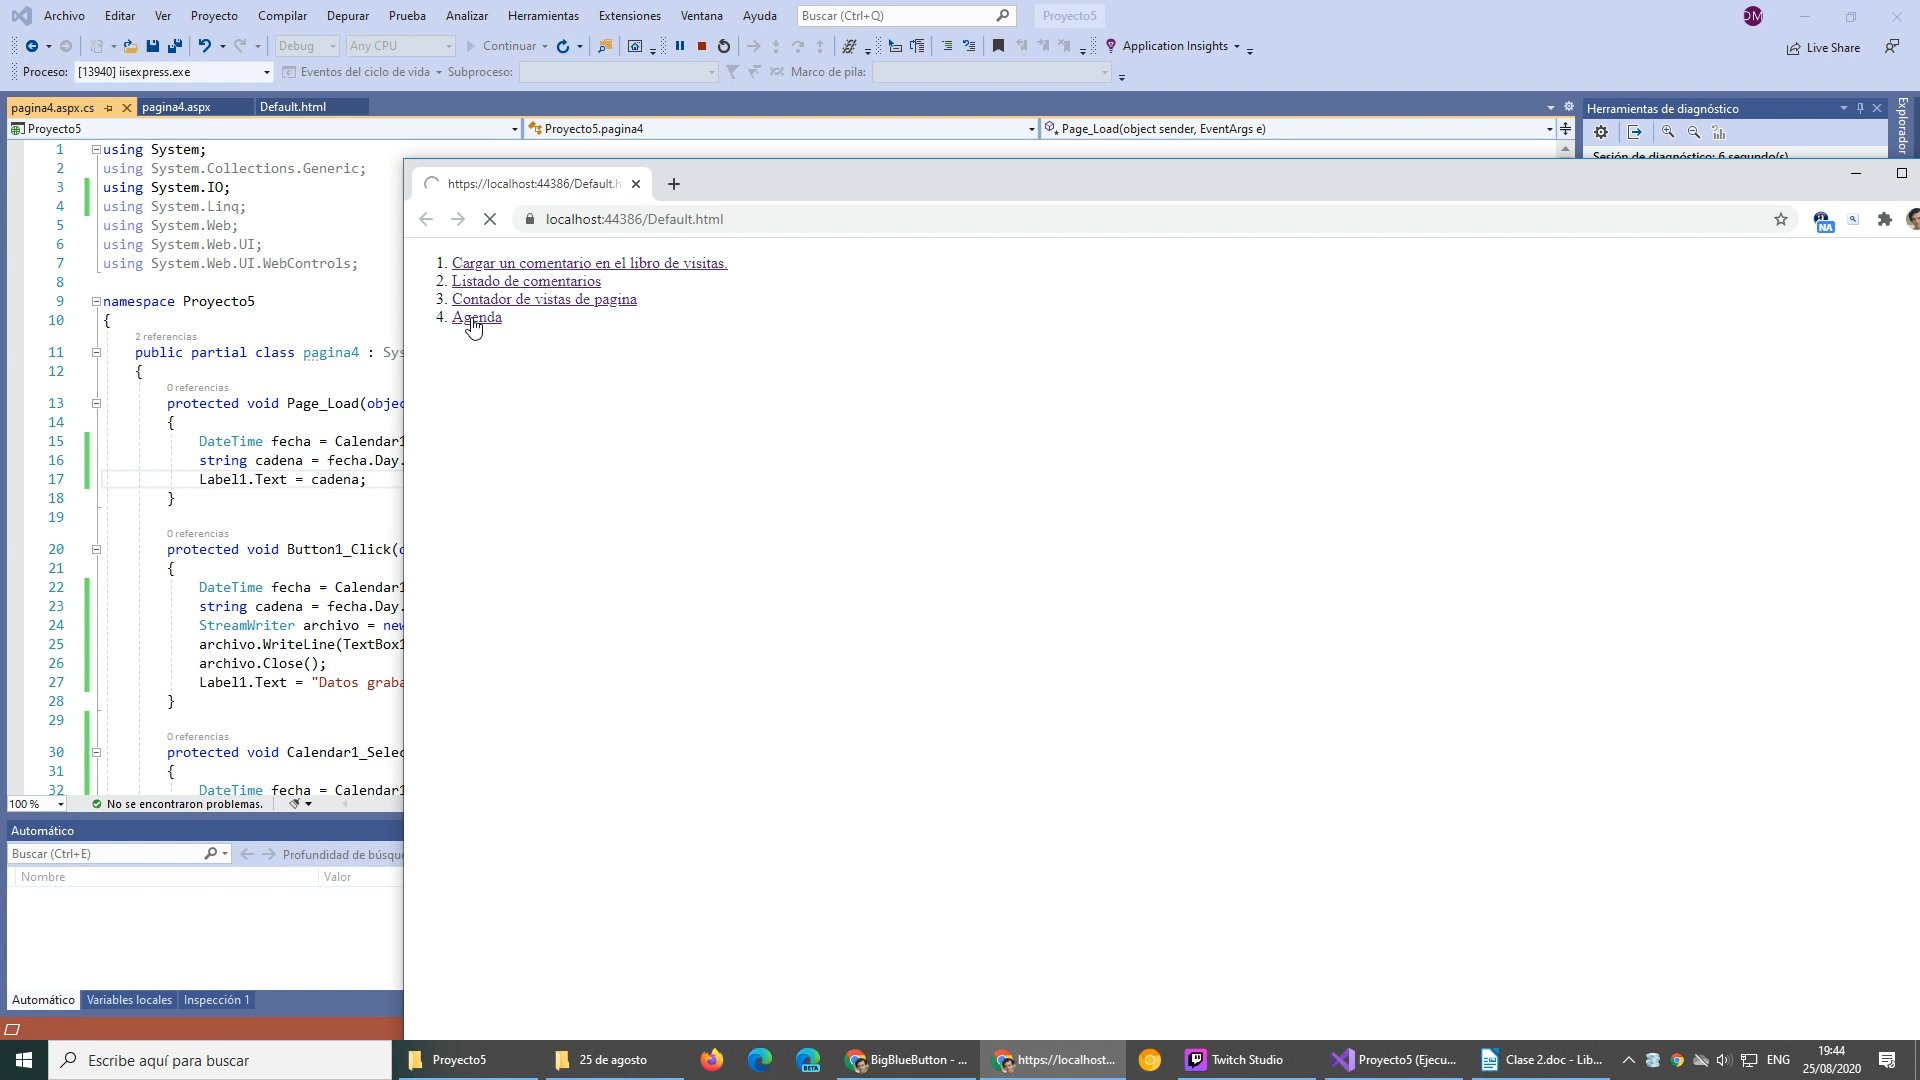 Archivo Editar Ver Proyecto Compilar Depurar Prueba Analizar Herramientas Extensiones Ventana Ayuda Buscar (Ctrl+Q) Proyecto5 DM
Debug Any CPU Continuar Application Insights Live Share
Proceso: [13940] iisexpress.exe Eventos del ciclo de vida Subproceso: Marco de pila:
pagina4.aspx.cs pagina4.aspx Default.html Herramientas de diagnóstico
Proyecto5 Proyecto5.pagina4 Page_Load(object sender, EventArgs e)
Explorador
Sesión de diagnóstico: 6 segundo(s)
1 using System;
2 using System.Collections.Generic;
3 using System.IO;
4 using System.Linq;
5 using System.Web;
6 using System.Web.UI;
7 using System.Web.UI.WebControls;
8
9 namespace Proyecto5
10 {
2 referencias
11 public partial class pagina4 : Sys
12 {
0 referencias
13 protected void Page_Load(objec
14 {
15 DateTime fecha = Calendar1
16 string cadena = fecha.Day.
17 Label1.Text = cadena;
18 }
19
0 referencias
20 protected void Button1_Click(o
21 {
22 DateTime fecha = Calendar1
23 string cadena = fecha.Day.
24 StreamWriter archivo = new
25 archivo.WriteLine(TextBox1
26 archivo.Close();
27 Label1.Text = "Datos graba
28 }
29
0 referencias
30 protected void Calendar1_Selec
31 {
32 DateTime fecha = Calendar1
100 % No se encontraron problemas.
Automático
Buscar (Ctrl+E) Profundidad de búsque
Nombre Valor
Automático Variables locales Inspección 1
https://localhost:44386/Default.h
localhost:44386/Default.html
NA
1. Cargar un comentario en el libro de visitas.
2. Listado de comentarios
3. Contador de vistas de pagina
4. Agenda
Escribe aquí para buscar Proyecto5 25 de agosto BETA BigBlueButton - ... https://localhost... Twitch Studio Proyecto5 (Ejecu... Clase 2.doc - Lib... ENG
19:44
25/08/2020